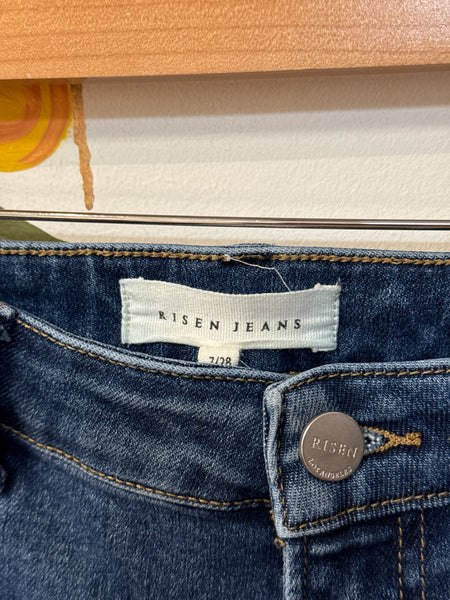 RISEN JEANS
7/28
RISEN
LOS ANGELES